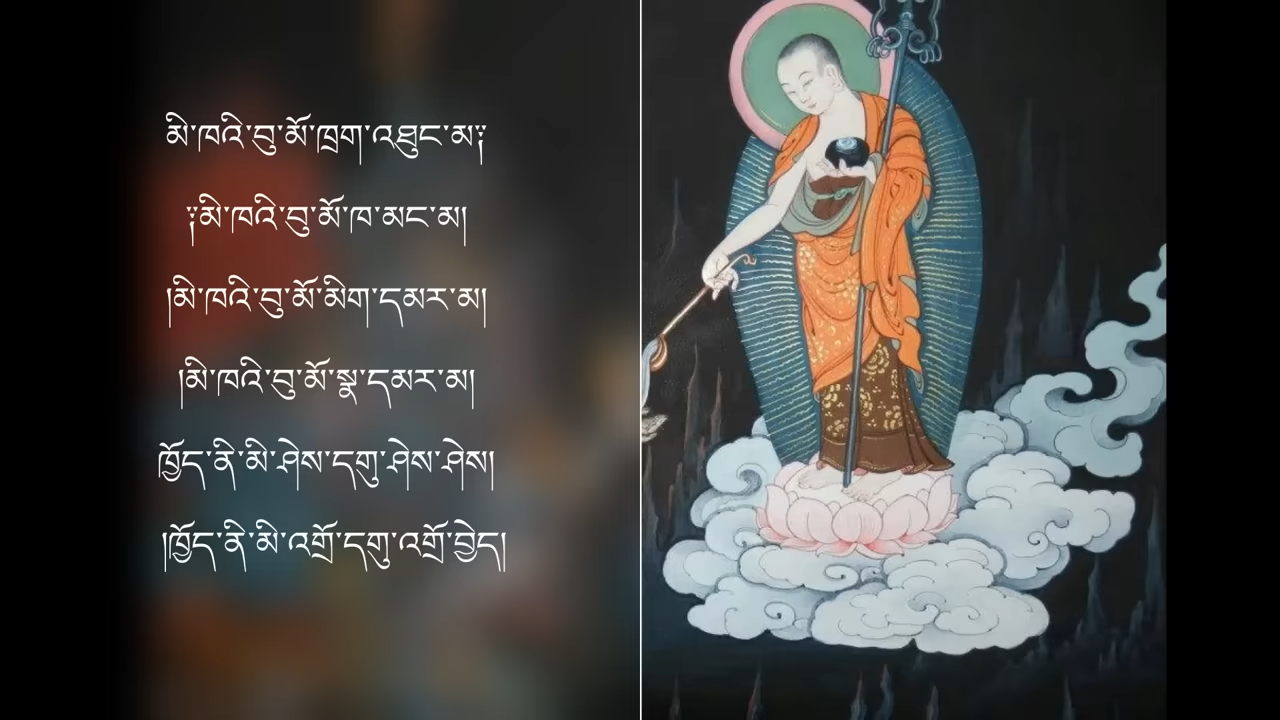 མི་ཁའི་བུ་མོ་ཁྲག་འཐུང་མ༑
༑མི་ཁའི་བུ་མོ་ཁ་མང་མ།
།མི་ཁའི་བུ་མོ་མིག་དམར་མ།
།མི་ཁའི་བུ་མོ་སྣ་དམར་མ།
ཁྱོད་ནི་མི་ཤེས་དགུ་ཤེས་ཤེས།
།ཁྱོད་ནི་མི་འགྲོ་དགུ་འགྲོ་བྱེད།